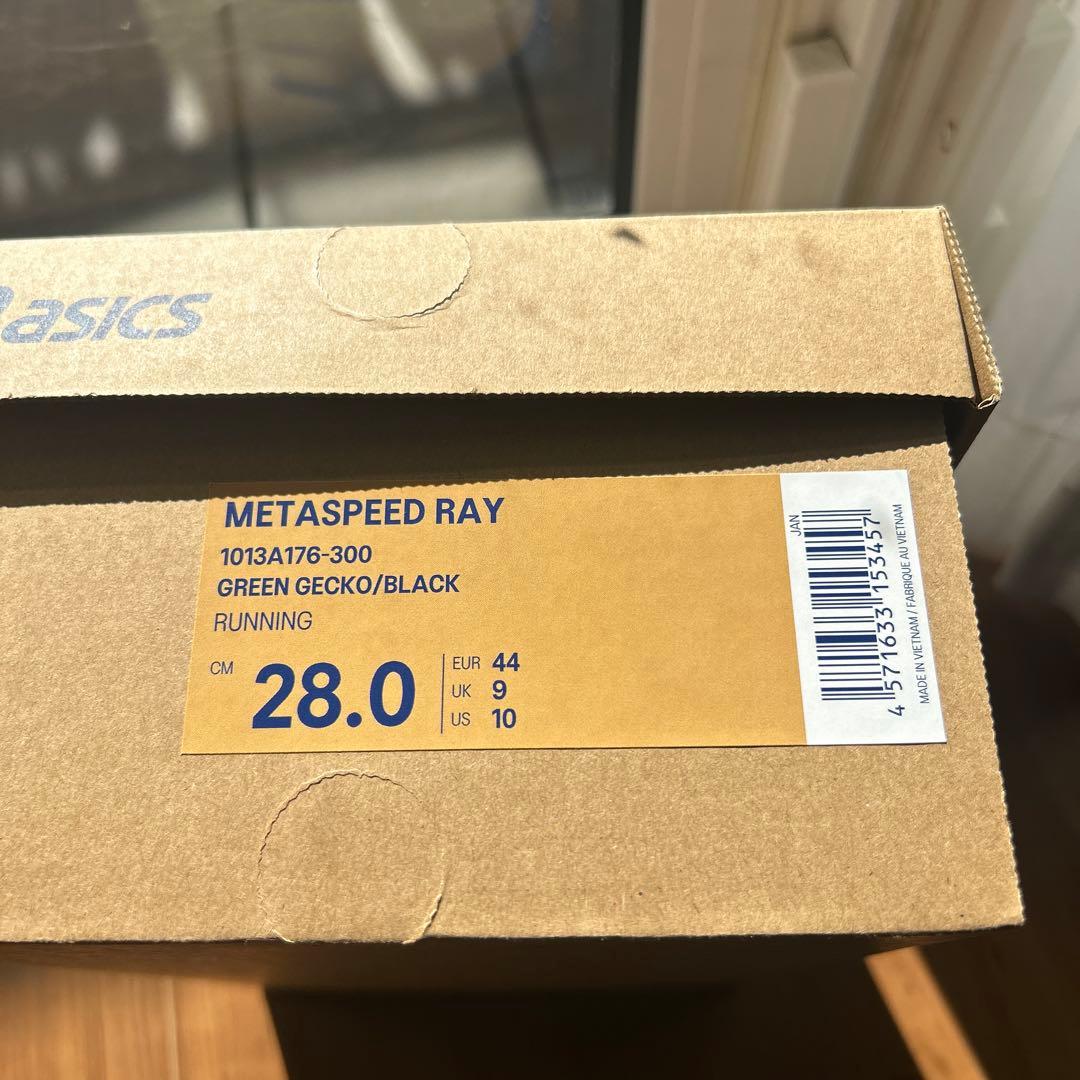 asics
METASPEED RAY
1013A176-300
GREEN GECKO/BLACK
RUNNING
CM 28.0
EUR 44
UK 9
US 10
JAN
4 571633 153457
MADE IN VIETNAM / FABRIQUE AU VIETNAM